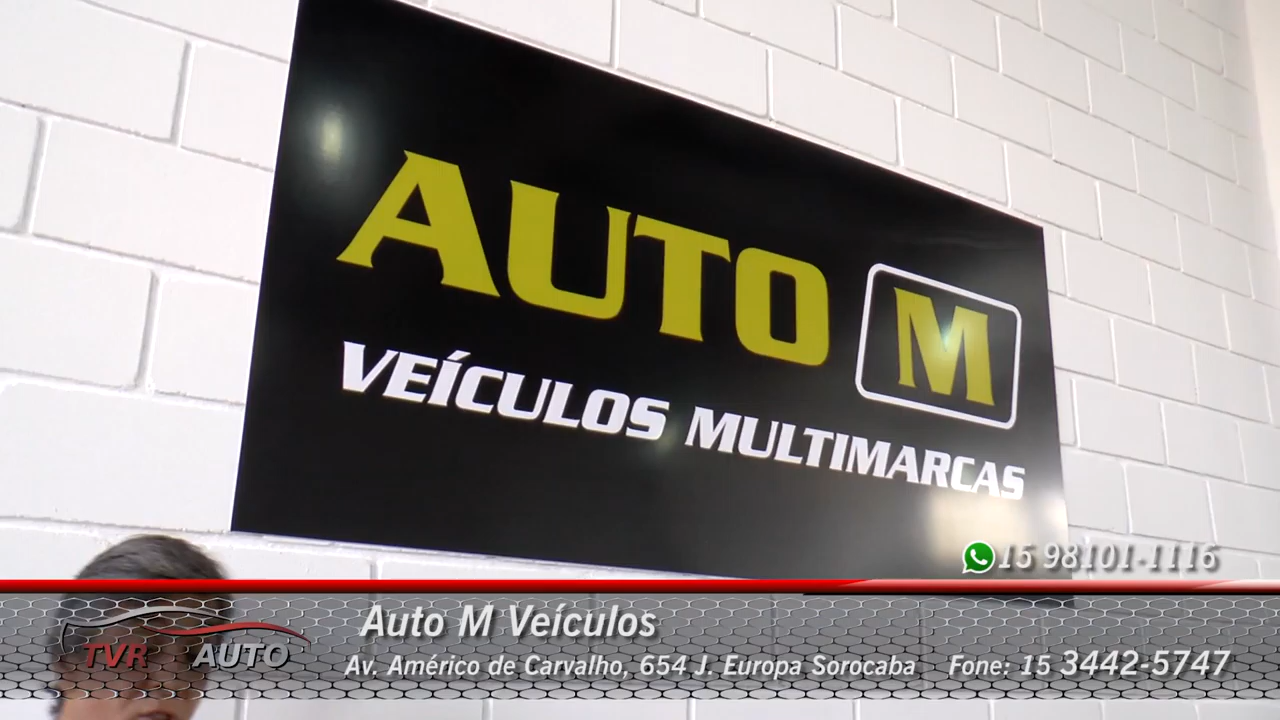 AUTO M
VEÍCULOS MULTIMARCAS
15 98101-1116
TVR AUTO
Auto M Veículos
Av. Américo de Carvalho, 654 J. Europa Sorocaba Fone: 15 3442-5747